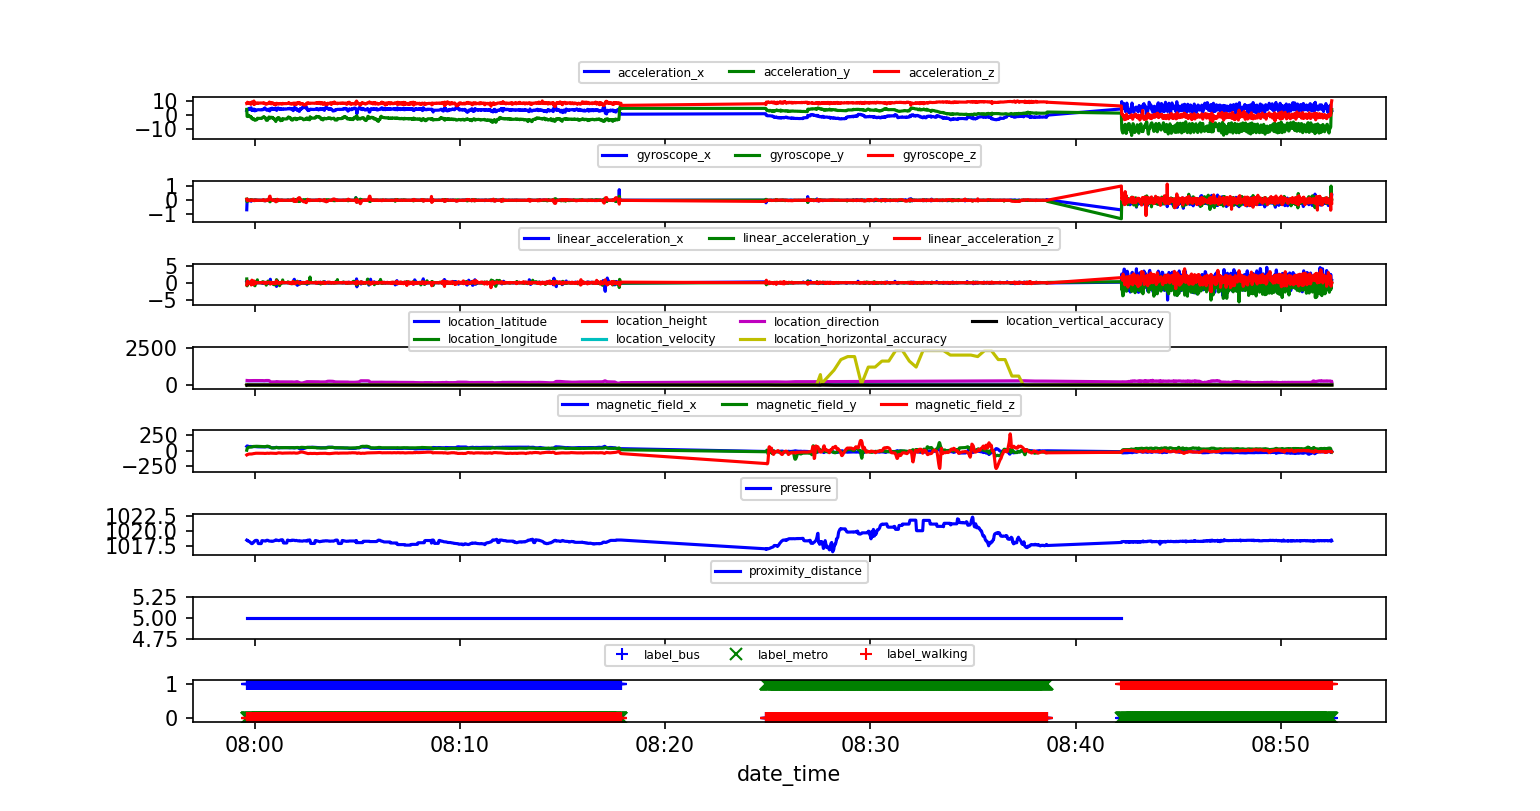 acceleration_x acceleration_y acceleration_z
10
0
−10
gyroscope_x gyroscope_y gyroscope_z
1
0
−1
linear_acceleration_x linear_acceleration_y linear_acceleration_z
5
0
−5
location_latitude location_height location_direction location_vertical_accuracy
location_longitude location_velocity location_horizontal_accuracy
2500
0
magnetic_field_x magnetic_field_y magnetic_field_z
250
0
−250
pressure
1022.5
1020.0
1017.5
proximity_distance
5.25
5.00
4.75
label_bus label_metro label_walking
1
0
08:00 08:10 08:20 08:30 08:40 08:50
date_time